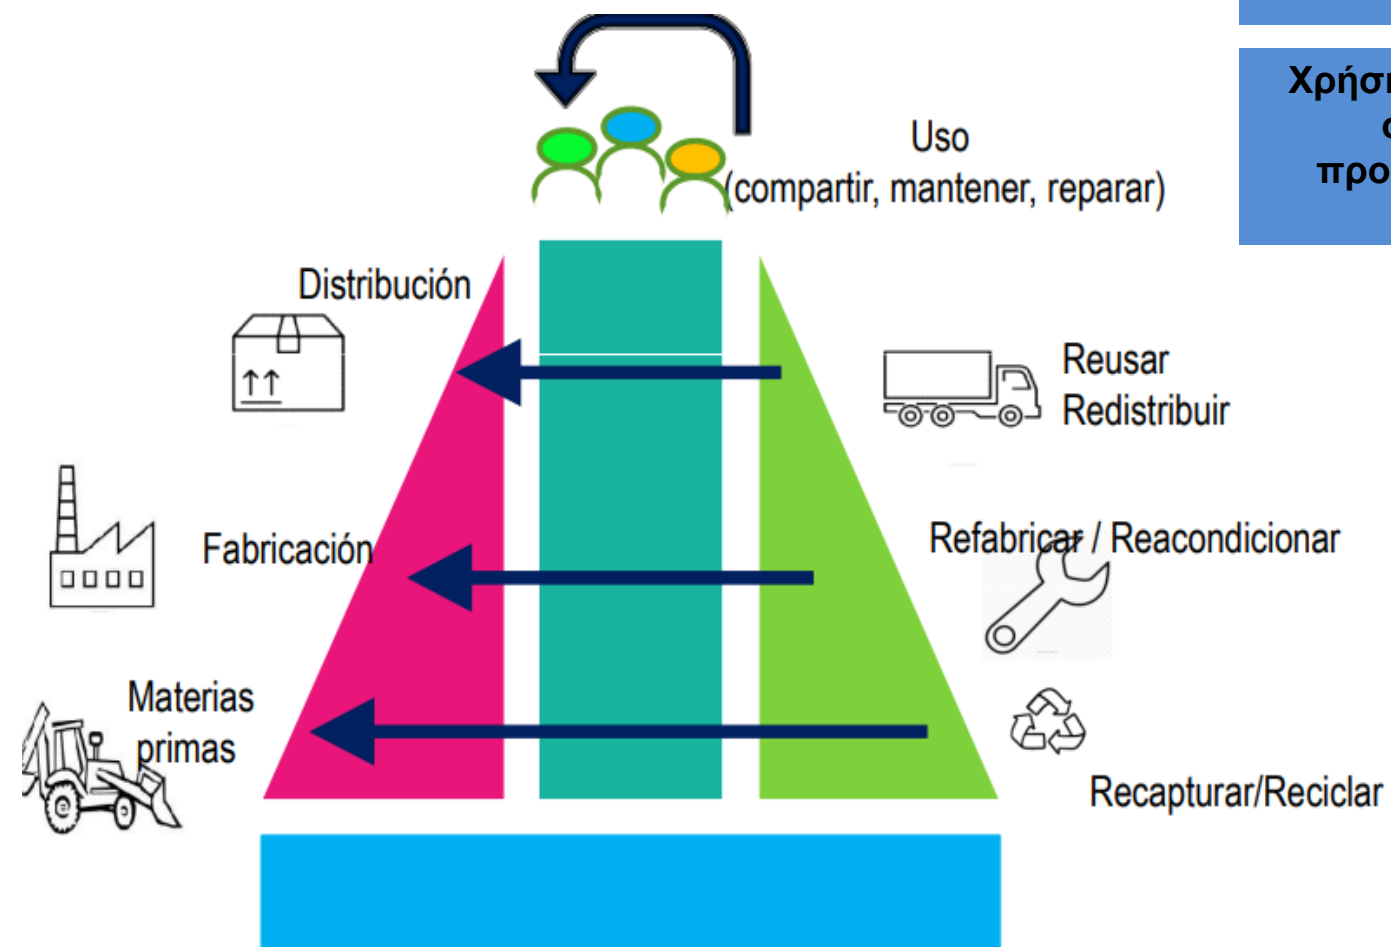 Uso
(compartir, mantener, reparar)
Distribución
Reusar
Redistribuir
Fabricación
Refabricar / Reacondicionar
Materias
primas
Recapturar/Reciclar